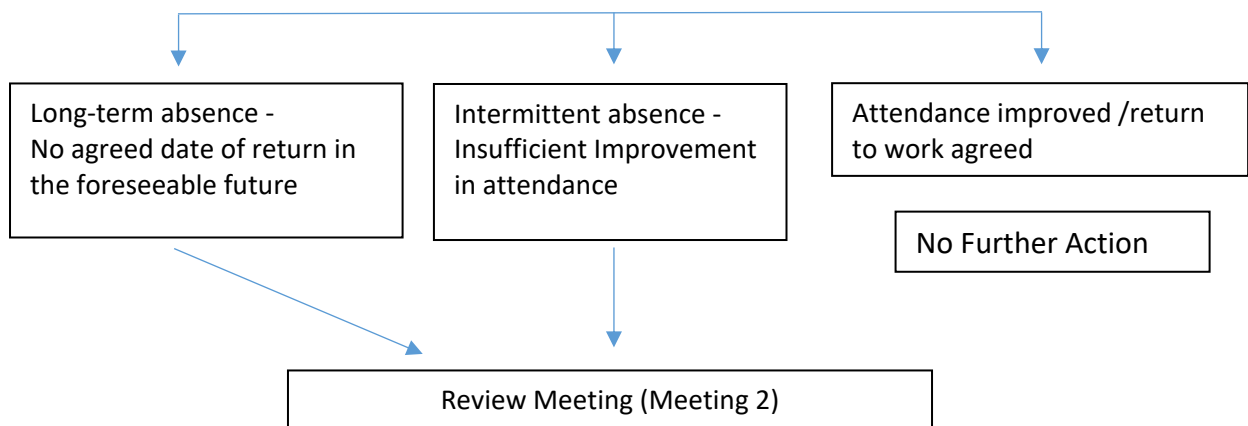 Long-term absence -
No agreed date of return in
the foreseeable future
Intermittent absence -
Insufficient Improvement
in attendance
Attendance improved /return
to work agreed
No Further Action
Review Meeting (Meeting 2)